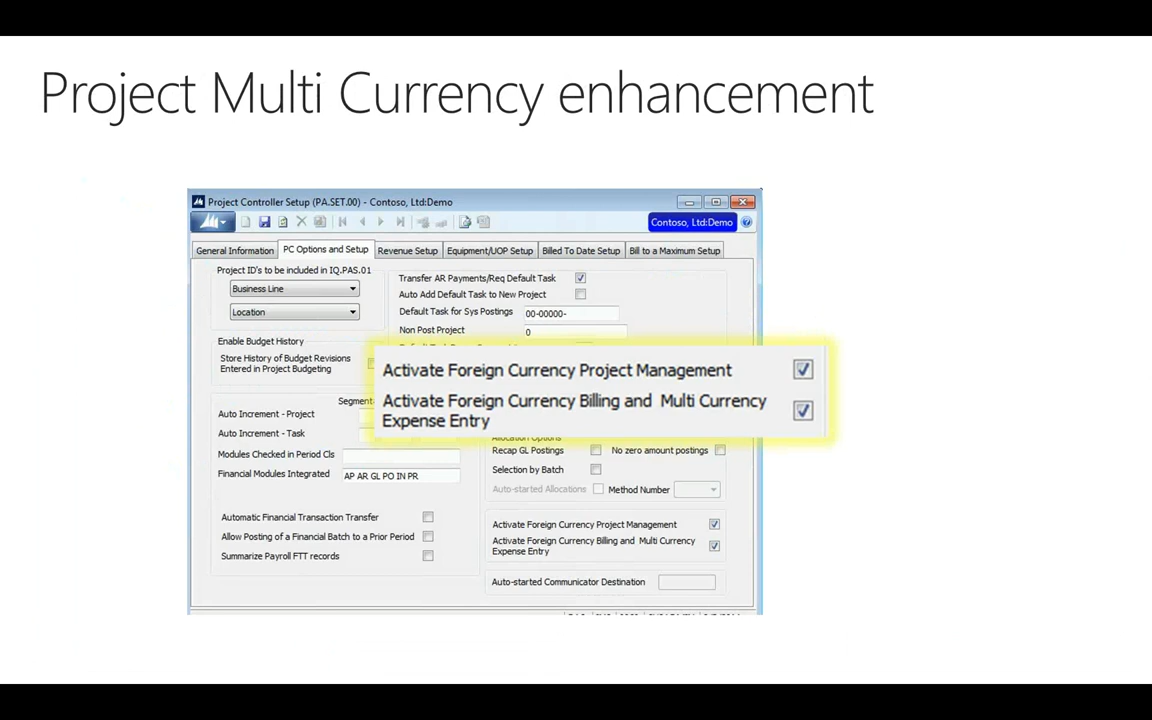 Project Multi Currency enhancement
Project Controller Setup (PA.SET.00) - Contoso, Ltd:Demo
Contoso, Ltd:Demo
General Information PC Options and Setup Revenue Setup Equipment/UOP Setup Billed To Date Setup Bill to a Maximum Setup
Project ID's to be included in IQ.PAS.01
Business Line
Location
Transfer AR Payments/Req Default Task
Auto Add Default Task to New Project
Default Task for Sys Postings 00-00000-
Non Post Project 0
Enable Budget History
Store History of Budget Revisions
Entered in Project Budgeting
Activate Foreign Currency Project Management
Activate Foreign Currency Billing and Multi Currency
Expense Entry
Segment
Auto Increment - Project
Auto Increment - Task
Modules Checked in Period Cls
Financial Modules Integrated AP AR GL PO IN PR
Allocation Options
Recap GL Postings No zero amount postings
Selection by Batch
Auto-started Allocations Method Number
Automatic Financial Transaction Transfer
Allow Posting of a Financial Batch to a Prior Period
Summarize Payroll FTT records
Activate Foreign Currency Project Management
Activate Foreign Currency Billing and Multi Currency
Expense Entry
Auto-started Communicator Destination